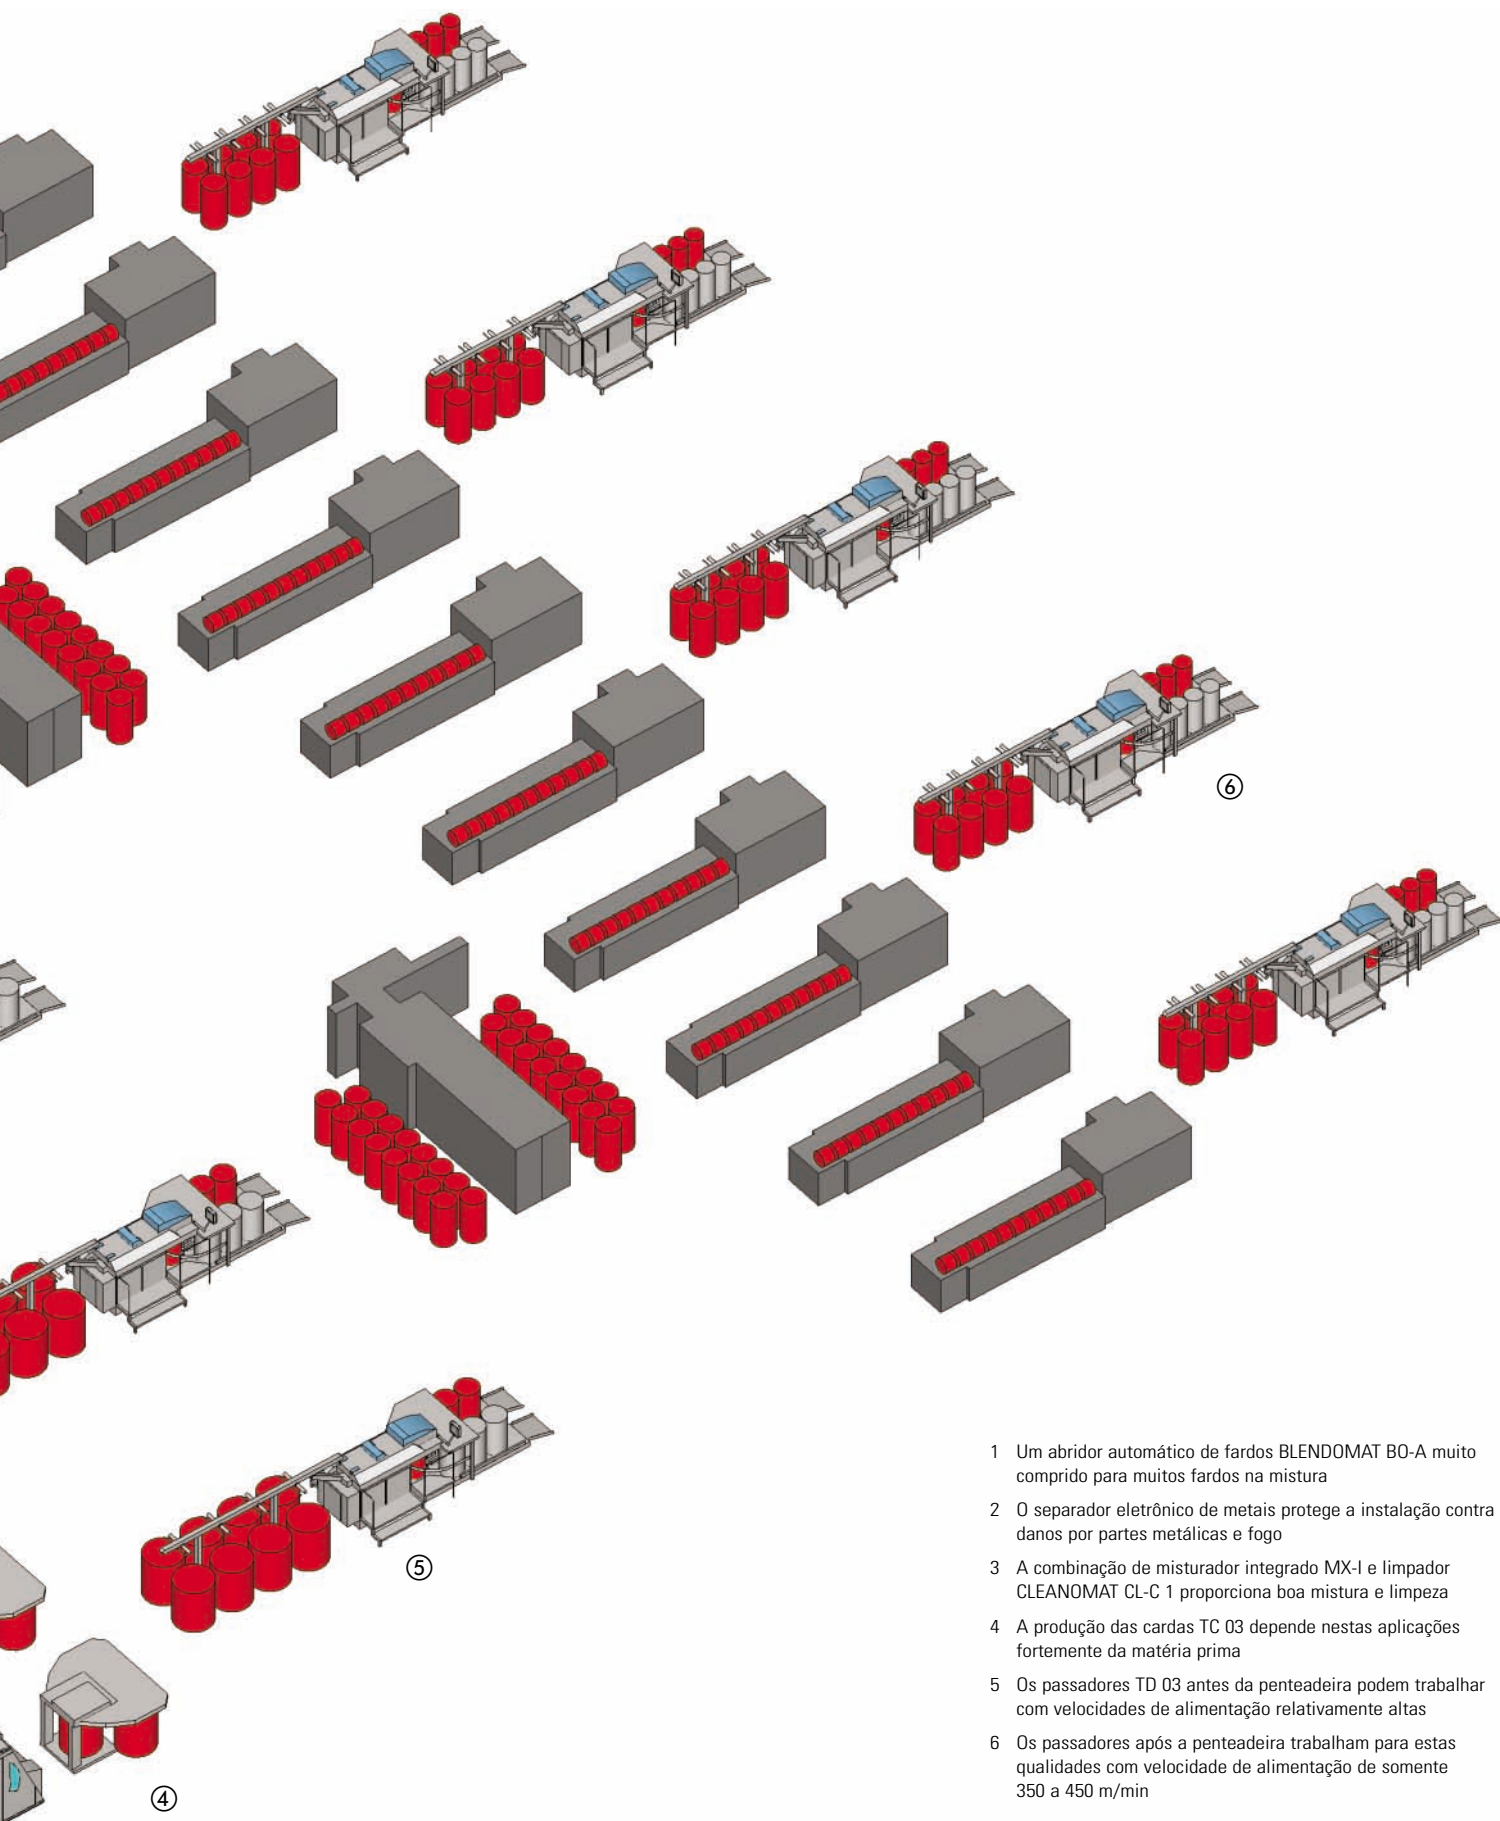 6
5
4
1 Um abridor automático de fardos BLENDOMAT BO-A muito
comprido para muitos fardos na mistura
2 O separador eletrônico de metais protege a instalação contra
danos por partes metálicas e fogo
3 A combinação de misturador integrado MX-I e limpador
CLEANOMAT CL-C 1 proporciona boa mistura e limpeza
4 A produção das cardas TC 03 depende nestas aplicações
fortemente da matéria prima
5 Os passadores TD 03 antes da penteadeira podem trabalhar
com velocidades de alimentação relativamente altas
6 Os passadores após a penteadeira trabalham para estas
qualidades com velocidade de alimentação de somente
350 a 450 m/min